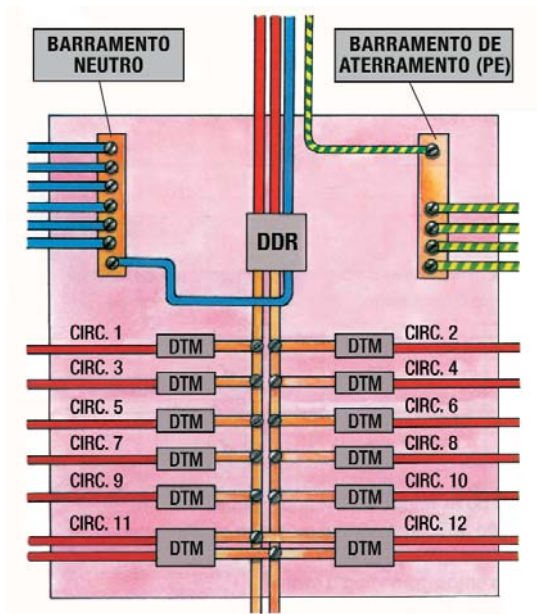 BARRAMENTO
NEUTRO
BARRAMENTO DE
ATERRAMENTO (PE)
DDR
CIRC. 1
DTM
DTM
CIRC. 2
CIRC. 3
DTM
DTM
CIRC. 4
CIRC. 5
DTM
DTM
CIRC. 6
CIRC. 7
DTM
DTM
CIRC. 8
CIRC. 9
DTM
DTM
CIRC. 10
CIRC. 11
DTM
DTM
CIRC. 12